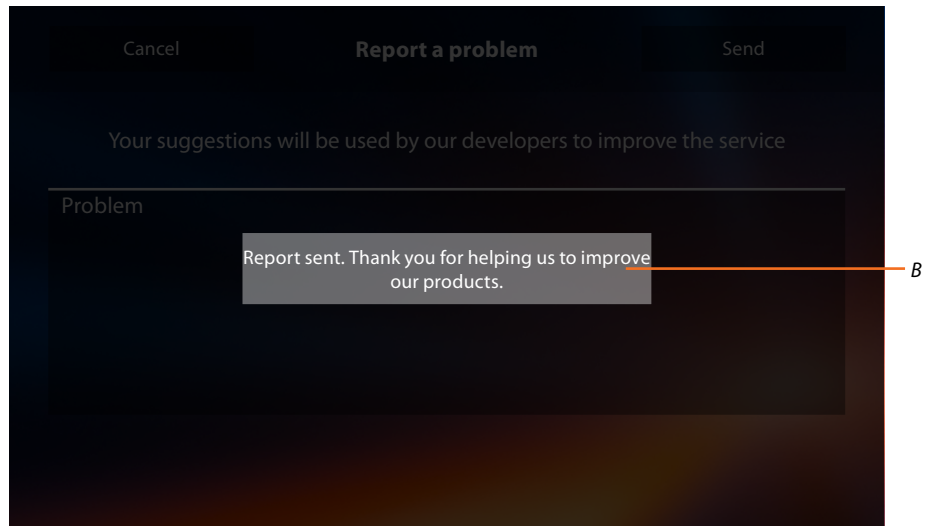 Cancel
Report a problem
Send
Your suggestions will be used by our developers to improve the service
Problem
Report sent. Thank you for helping us to improve
our products.
B